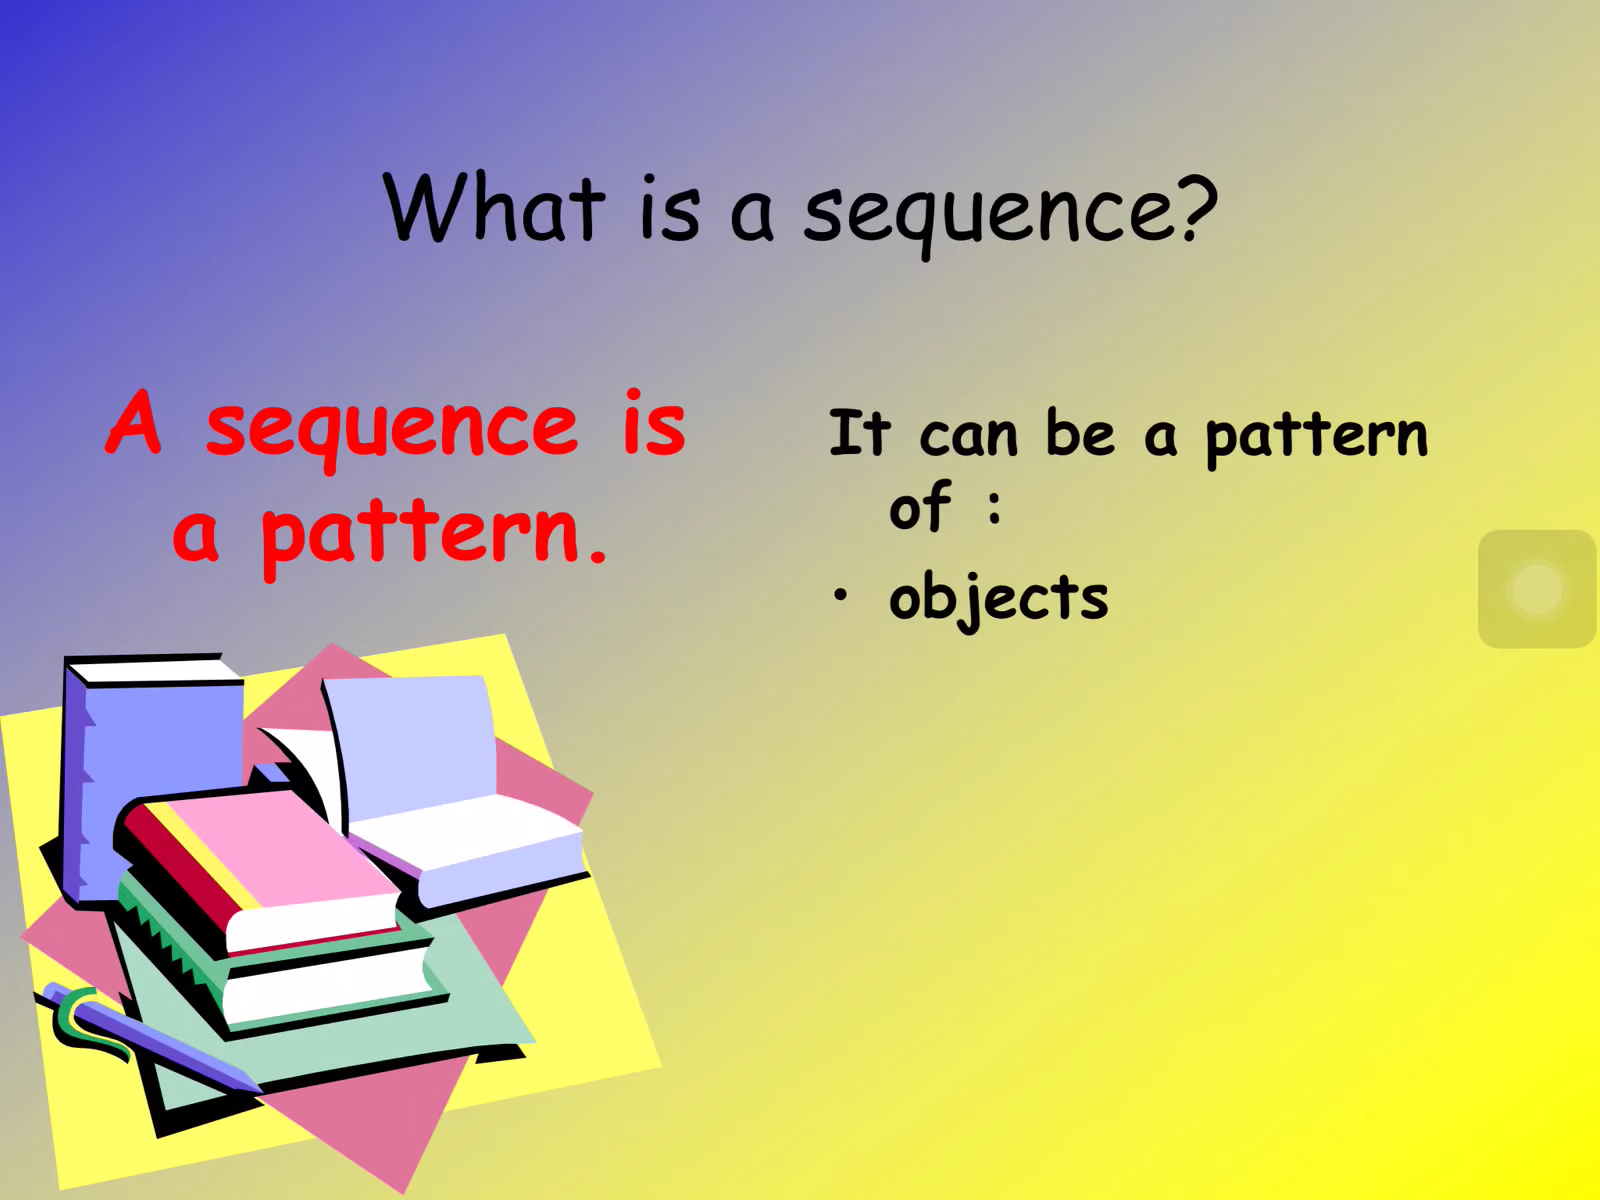 What is a sequence?
A sequence is
a pattern.
It can be a pattern
of :
• objects